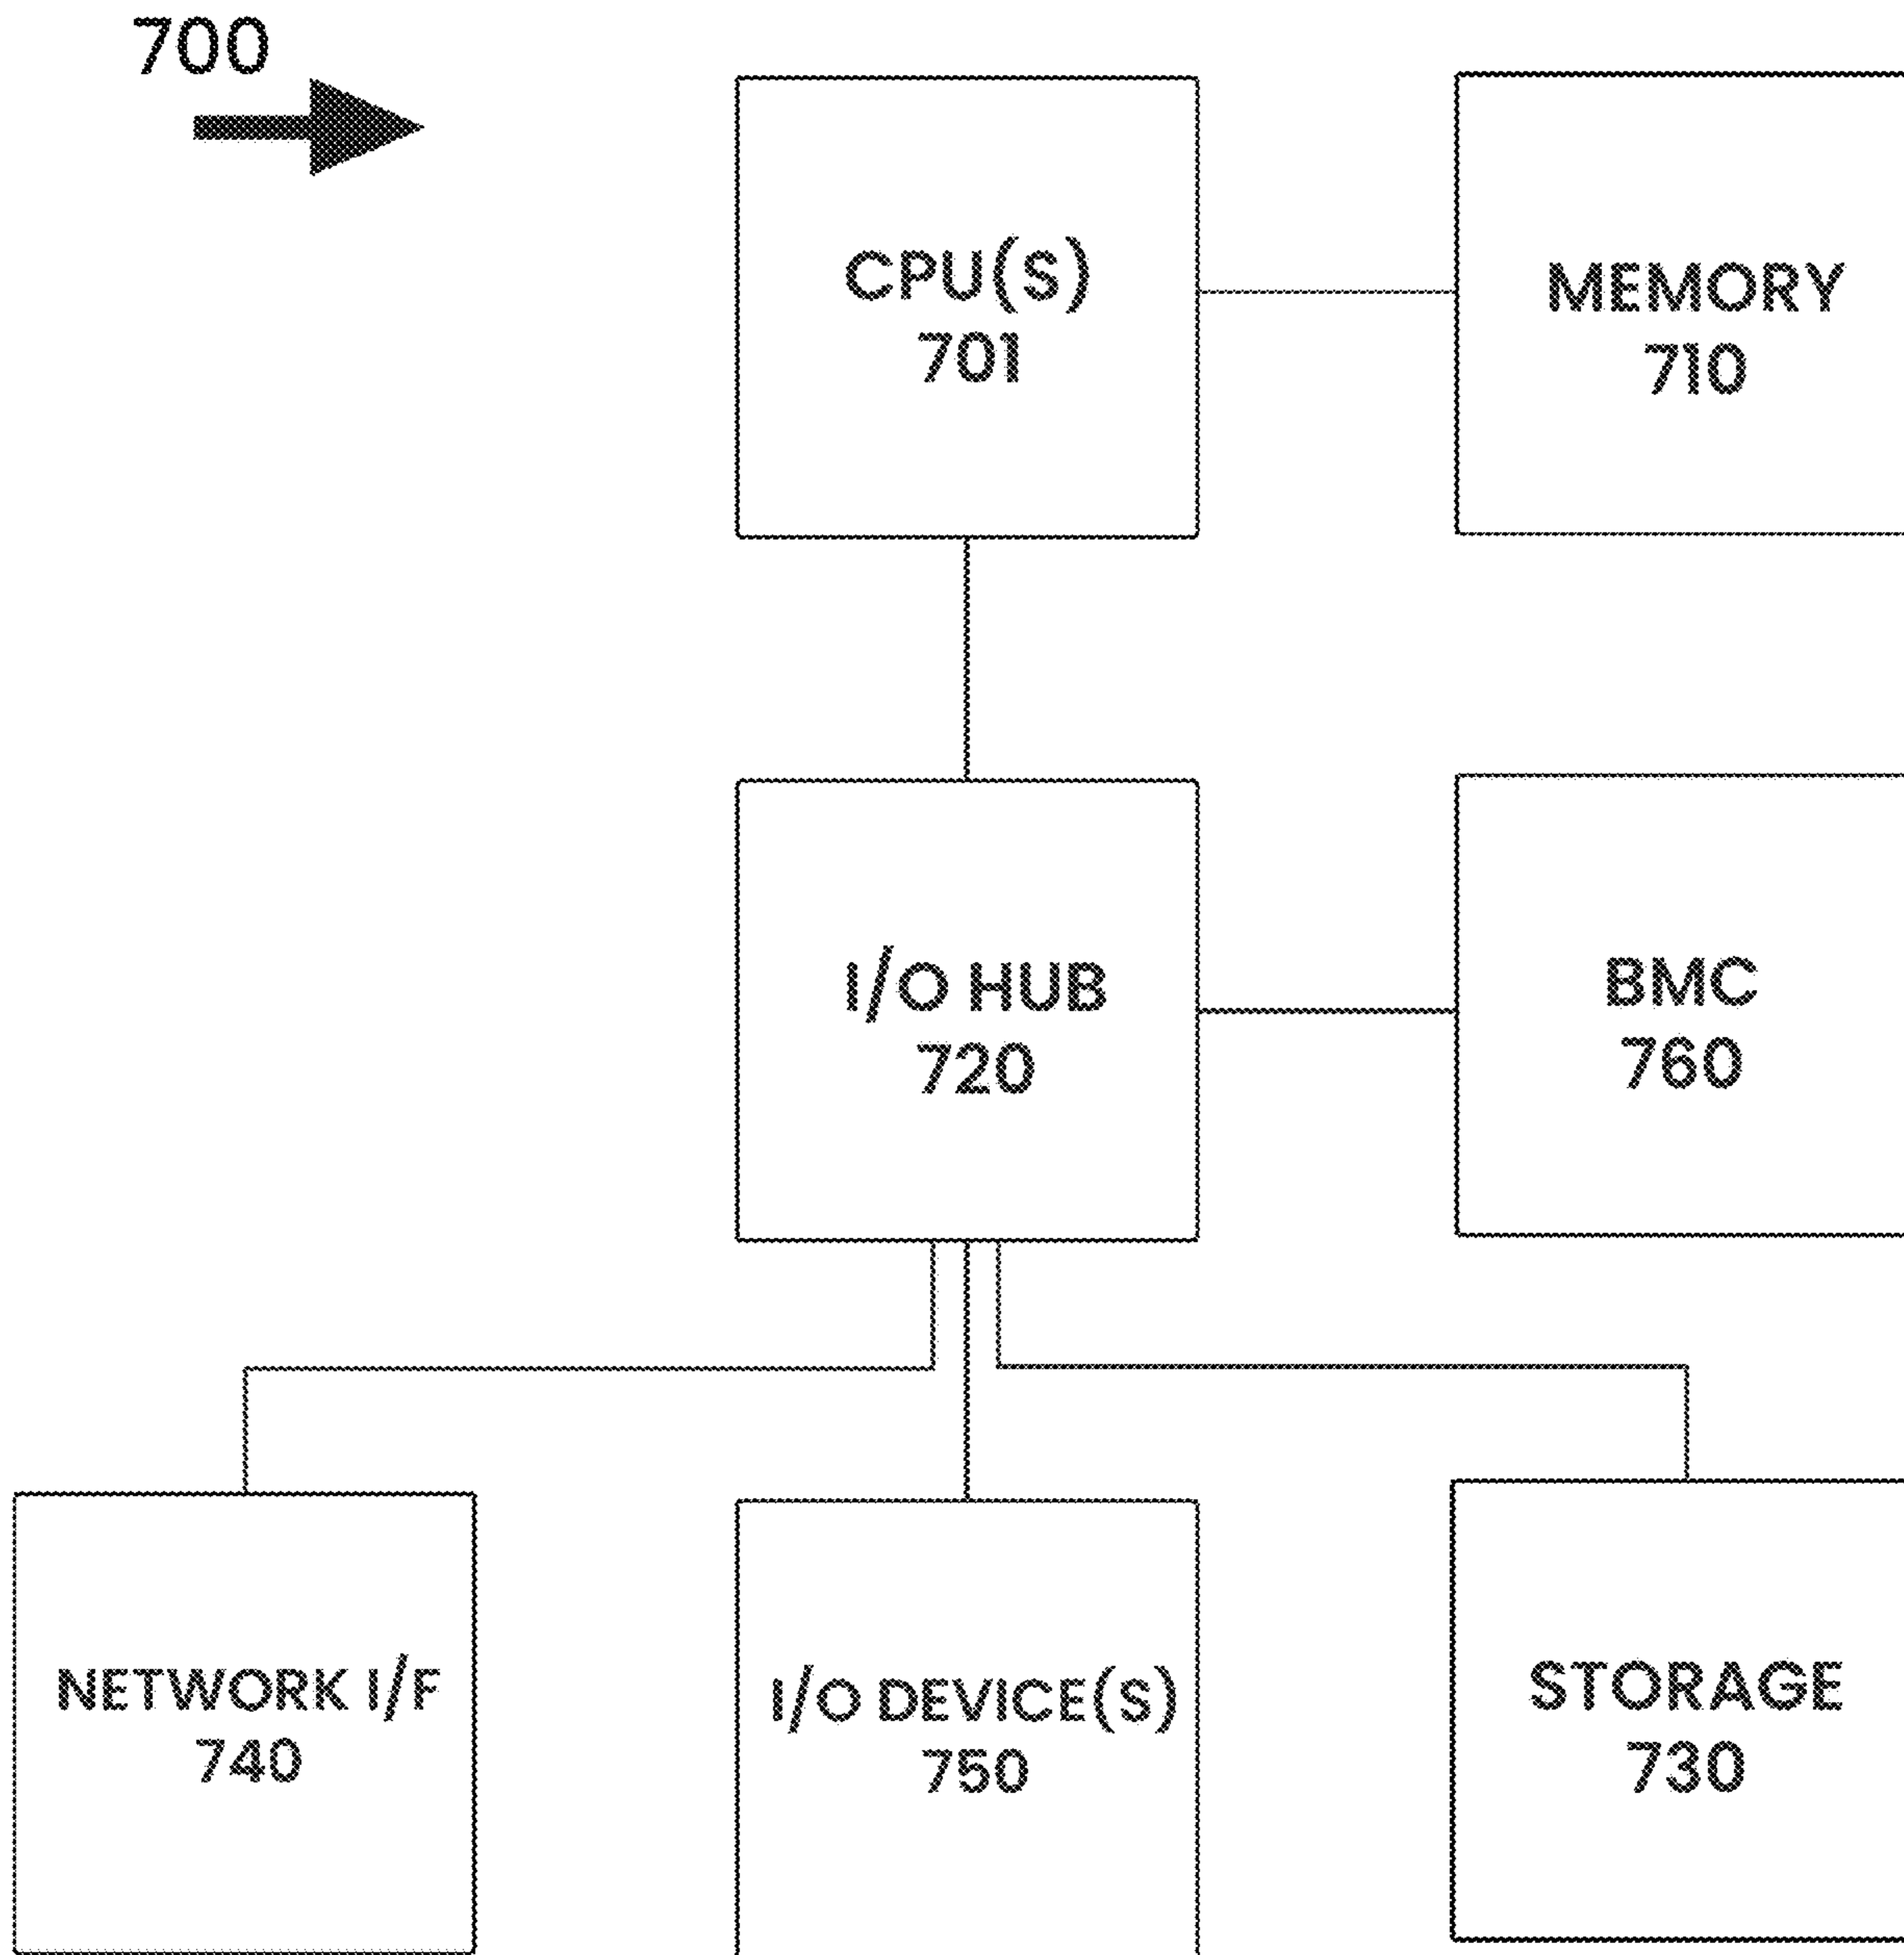 700
CPU(S)
701
MEMORY
710
I/O HUB
720
BMC
760
NETWORK I/F
740
I/O DEVICE(S)
750
STORAGE
730